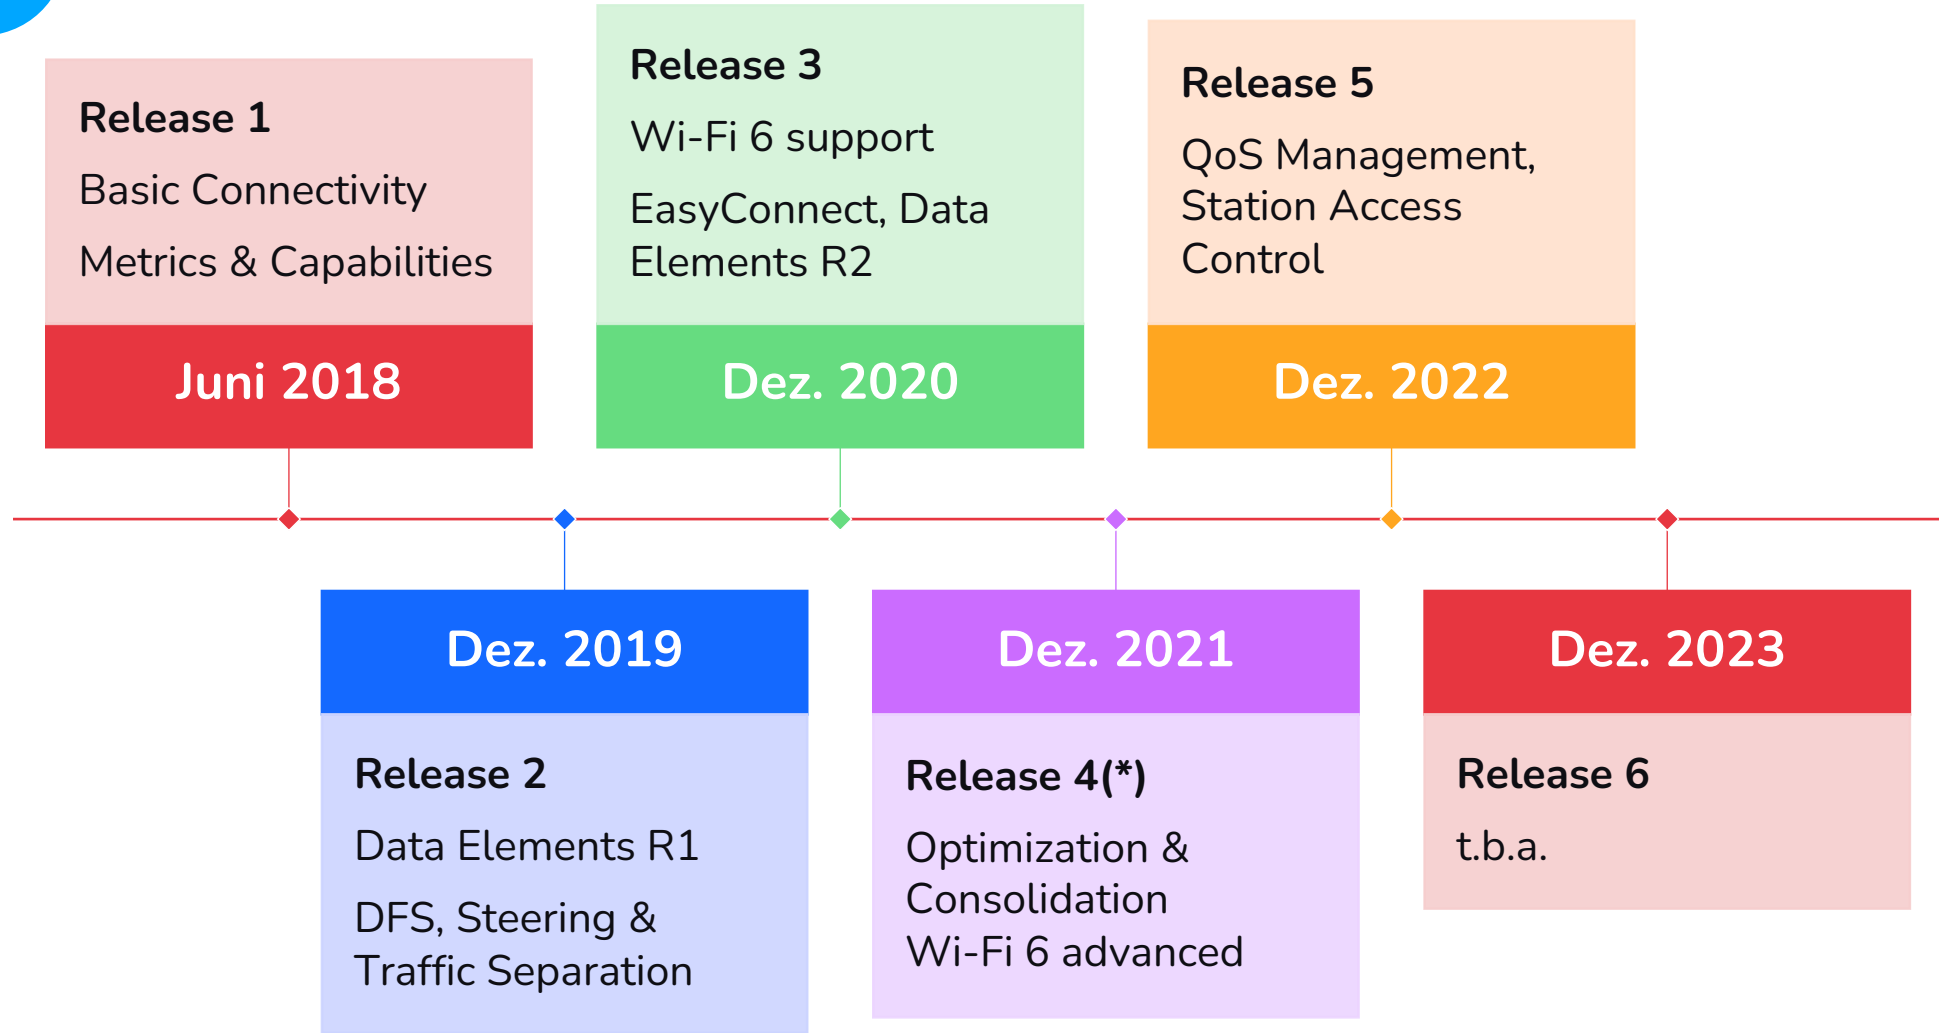 Release 1
Basic Connectivity
Metrics & Capabilities
Juni 2018
Dez. 2019
Release 2
Data Elements R1
DFS, Steering &
Traffic Separation
Release 3
Wi-Fi 6 support
EasyConnect, Data
Elements R2
Dez. 2020
Dez. 2021
Release 4(*)
Optimization &
Consolidation
Wi-Fi 6 advanced
Release 5
QoS Management,
Station Access
Control
Dez. 2022
Dez. 2023
Release 6
t.b.a.